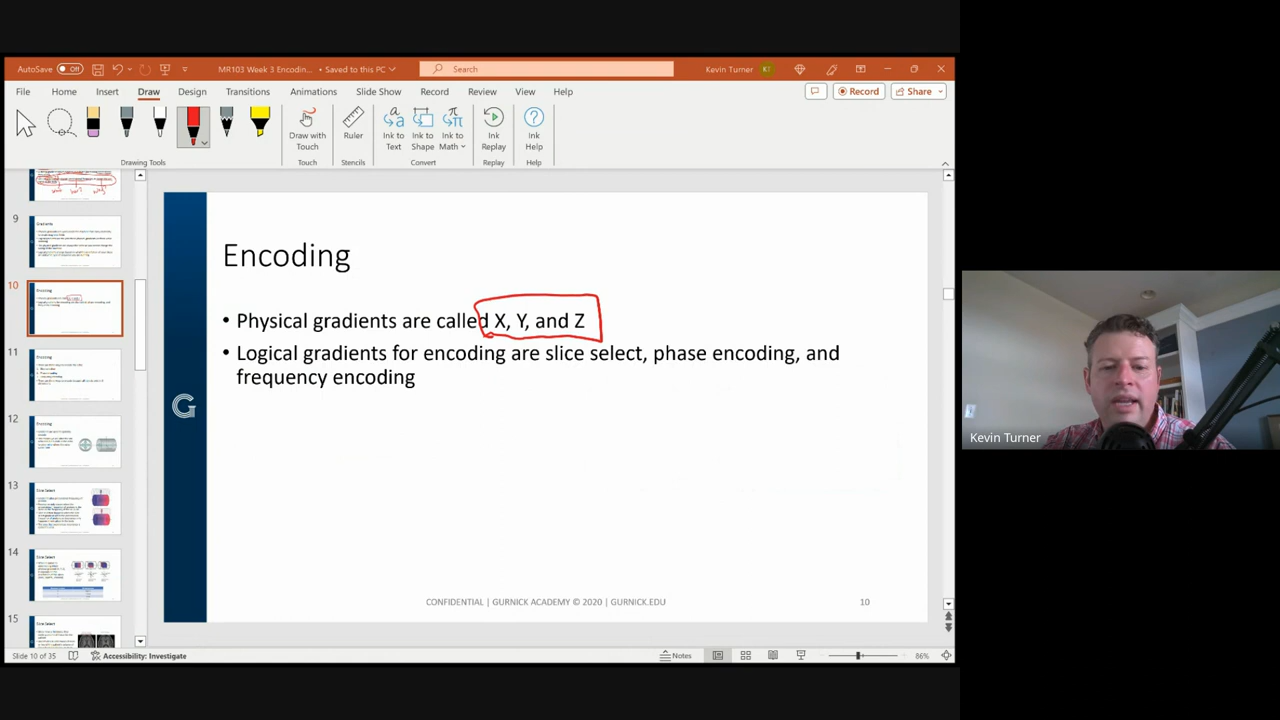 AutoSave Off MR103 Week 3 Encodin... • Saved to this PC Search Kevin Turner KT
File Home Insert Draw Design Transitions Animations Slide Show Record Review View Help Record Share
Draw with Touch
Ruler
Ink to Text
Ink to Shape
Ink to Math
Ink Replay
Ink Help
Drawing Tools Touch Stencils Convert Replay Help
9
10
11
12
13
14
15
Encoding
• Physical gradients are called X, Y, and Z
• Logical gradients for encoding are slice select, phase encoding, and
frequency encoding
G
CONFIDENTIAL | GURNICK ACADEMY © 2020 | GURNICK.EDU 10
Kevin Turner
Slide 10 of 35 Accessibility: Investigate Notes 86%